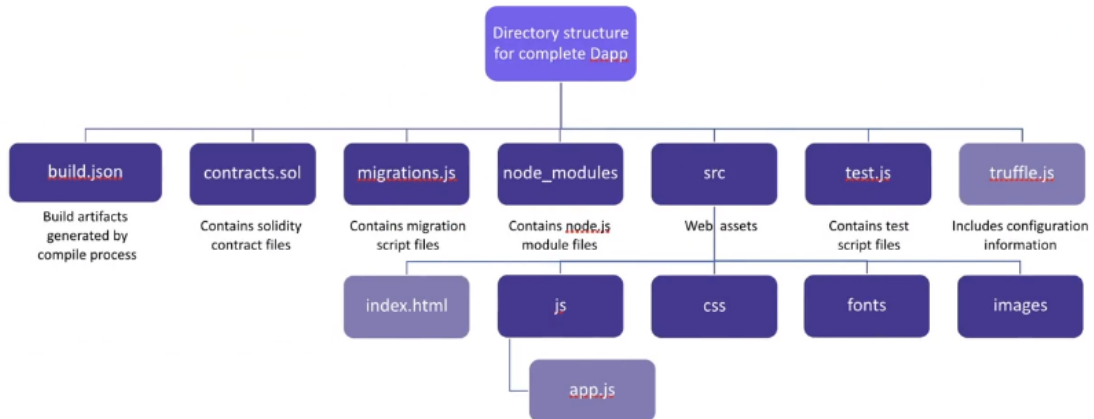 Directory structure
for complete Dapp
build.json
contracts.sol
migrations.js
node_modules
src
test.js
truffle.js
Build artifacts
generated by
compile process
Contains solidity
contract files
Contains migration
script files
Contains node.js
module files
Web assets
Contains test
script files
Includes configuration
information
index.html
js
css
fonts
images
app.js